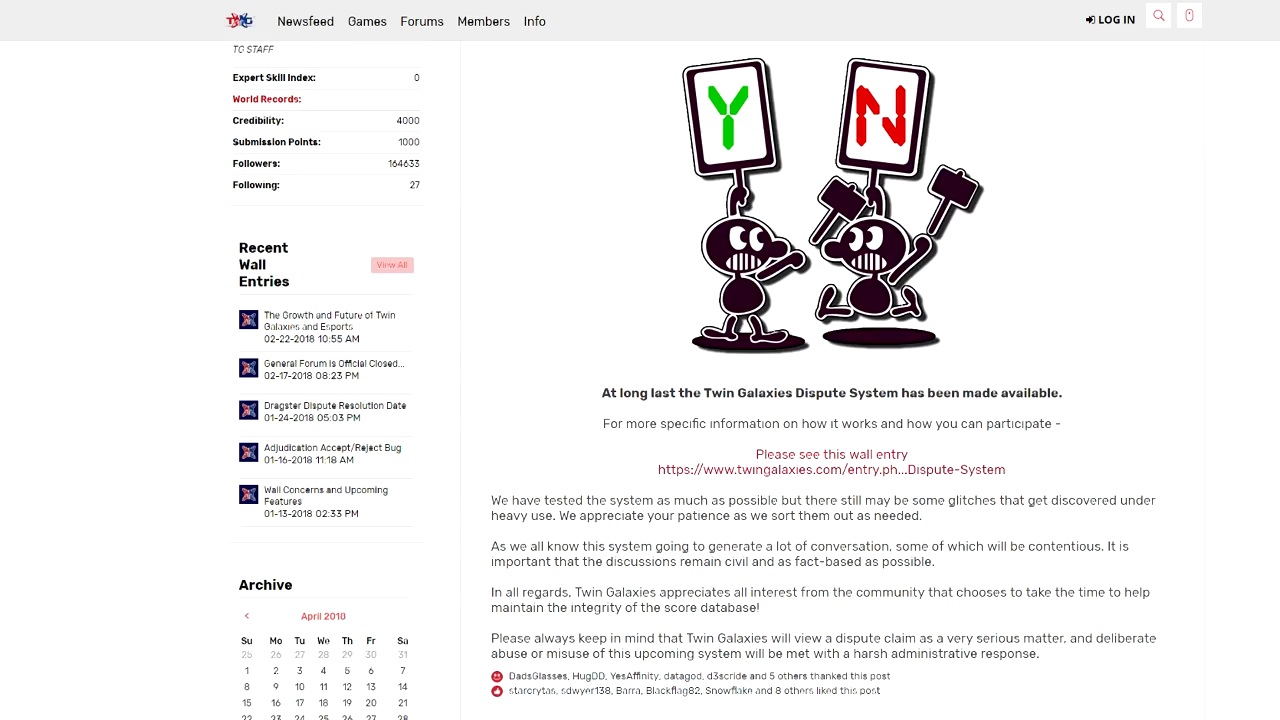 TWG
Newsfeed Games Forums Members Info
LOG IN
TG STAFF
Expert Skill Index: 0
World Records:
Credibility: 4000
Submission Points: 1000
Followers: 164633
Following: 27
Recent
Wall
Entries
View All
The Growth and Future of Twin
Galaxies and Esports
02-22-2018 10:55 AM
General Forum is Official Closed...
02-17-2018 08:23 PM
Dragster Dispute Resolution Date
01-24-2018 05:03 PM
Adjudication Accept/Reject Bug
01-16-2018 11:18 AM
Wall Concerns and Upcoming
Features
01-13-2018 02:33 PM
Archive
< April 2018
Su Mo Tu We Th Fr Sa
25 26 27 28 29 30 31
1 2 3 4 5 6 7
8 9 10 11 12 13 14
15 16 17 18 19 20 21
22 23 24 25 26 27 28
Y N
At long last the Twin Galaxies Dispute System has been made available.
For more specific information on how it works and how you can participate -
Please see this wall entry
https://www.twingalaxies.com/entry.ph...Dispute-System
We have tested the system as much as possible but there still may be some glitches that get discovered under
heavy use. We appreciate your patience as we sort them out as needed.
As we all know this system going to generate a lot of conversation, some of which will be contentious. It is
important that the discussions remain civil and as fact-based as possible.
In all regards, Twin Galaxies appreciates all interest from the community that chooses to take the time to help
maintain the integrity of the score database!
Please always keep in mind that Twin Galaxies will view a dispute claim as a very serious matter, and deliberate
abuse or misuse of this upcoming system will be met with a harsh administrative response.
DadsGlasses, HugDD, YesAffinity, datagod, d3scride and 5 others thanked this post
starcrytas, sdwyer138, Barra, Blackflag82, Snowflake and 8 others liked this post